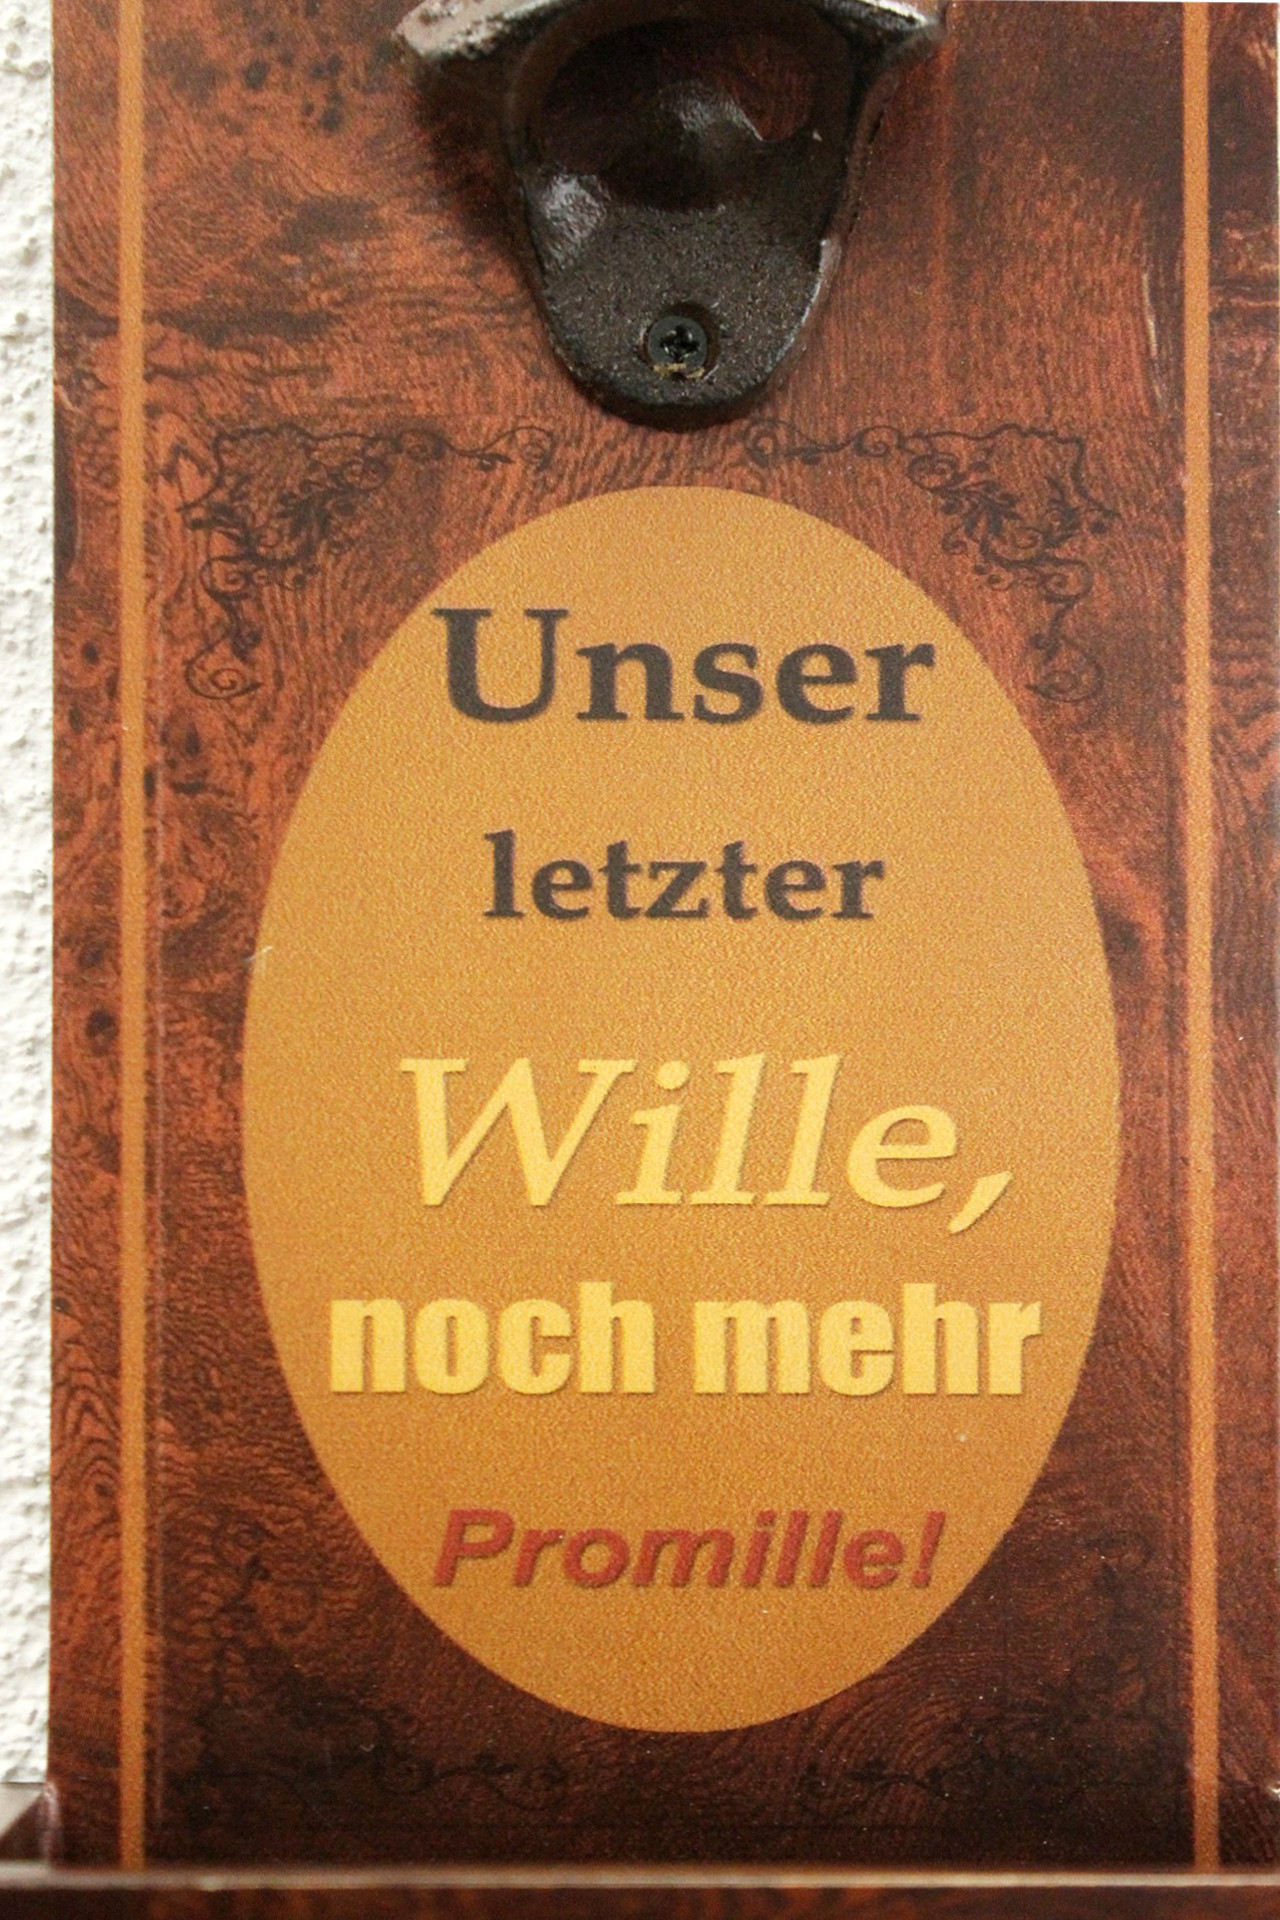 Unser
letzter
Wille,
noch mehr
Promille!